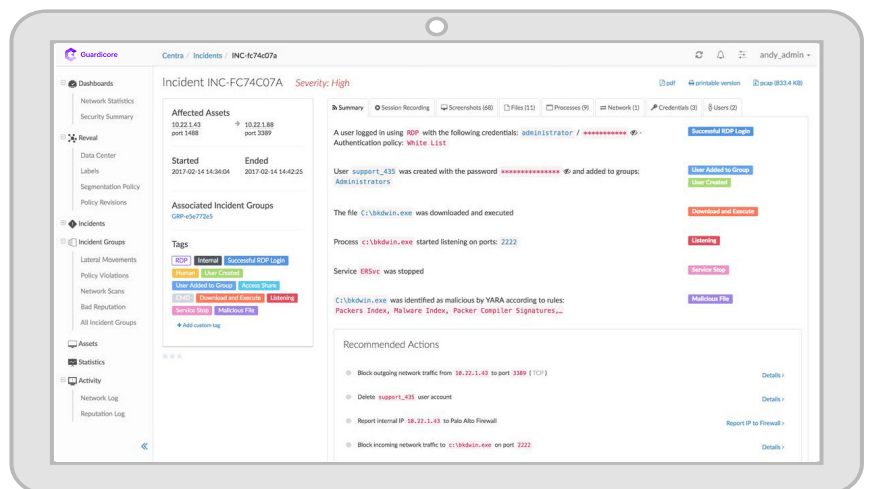 Guardicore
Centra / Incidents / INC-fc74c07a
andy_admin
Dashboards
Network Statistics
Security Summary
Reveal
Data Center
Labels
Segmentation Policy
Policy Revisions
Incidents
Incident Groups
Lateral Movements
Policy Violations
Network Scans
Bad Reputation
All Incident Groups
Assets
Statistics
Activity
Network Log
Reputation Log
Incident INC-FC74C07A Severity: High
pdf printable version pcap (833.4 KB)
Affected Assets
10.22.1.43 10.22.1.88
port 1488 port 3389
Started Ended
2017-02-14 14:34:04 2017-02-14 14:42:25
Associated Incident Groups
GRP-e5e772e5
Tags
RDP Internal Successful RDP Login
Human User Created
User Added to Group Access Share
CMD Download and Execute Listening
Service Stop Malicious File
+ Add custom tag
Summary Session Recording Screenshots (68) Files (11) Processes (9) Network (1) Credentials (3) Users (2)
A user logged in using RDP with the following credentials: administrator / *********** - Successful RDP Login
Authentication policy: White List
User support_435 was created with the password *************** and added to groups: User Added to Group
Administrators User Created
The file C:\bkdwin.exe was downloaded and executed Download and Execute
Process c:\bkdwin.exe started listening on ports: 2222 Listening
Service ERSvc was stopped Service Stop
C:\bkdwin.exe was identified as malicious by YARA according to rules: Malicious File
Packers Index, Malware Index, Packer Compiler Signatures,…
Recommended Actions
Block outgoing network traffic from 10.22.1.43 to port 3389 (TCP) Details ›
Delete support_435 user account Details ›
Report internal IP 10.22.1.43 to Palo Alto Firewall Report IP to Firewall ›
Block incoming network traffic to c:\bkdwin.exe on port 2222 Details ›